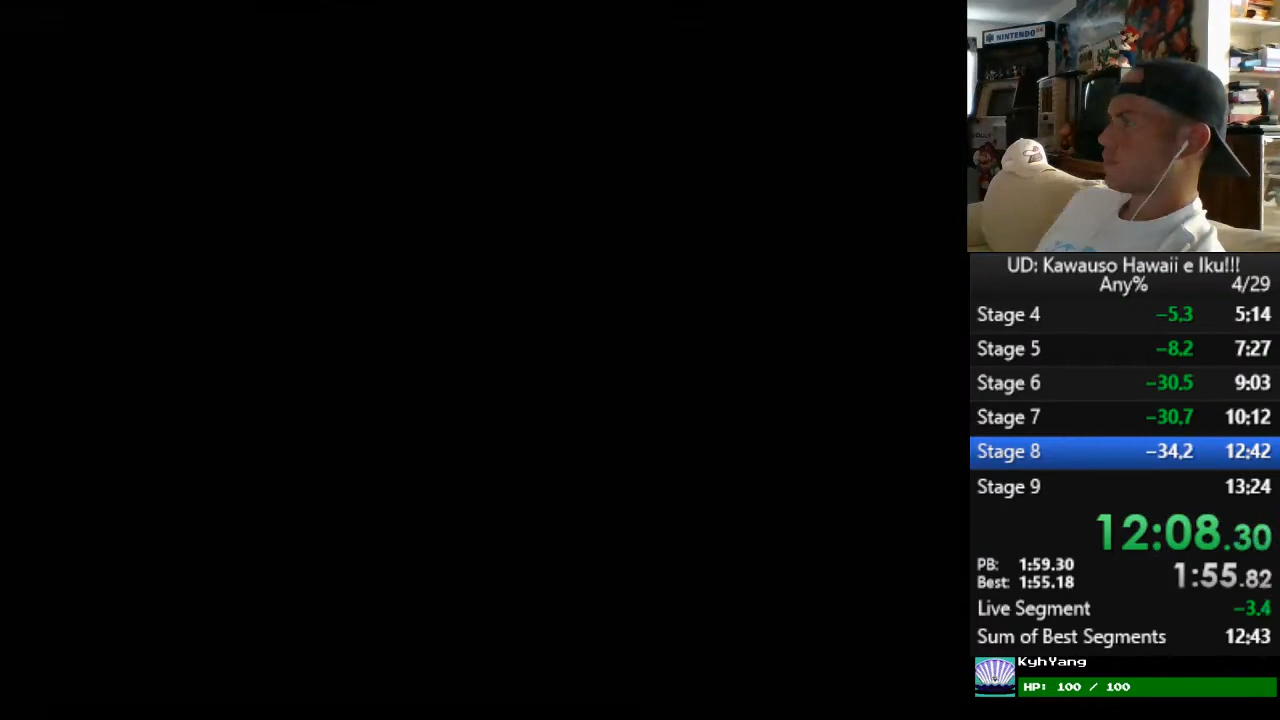 NINTENDO
UD: Kawauso Hawaii e Iku!!!
Any% 4/29
Stage 4 −5.3 5:14
Stage 5 −8.2 7:27
Stage 6 −30.5 9:03
Stage 7 −30.7 10:12
Stage 8 −34.2 12:42
Stage 9 13:24
12:08.30
PB: 1:59.30
Best: 1:55.18
1:55.82
Live Segment −3.4
Sum of Best Segments 12:43
KyhYang
HP: 100 / 100